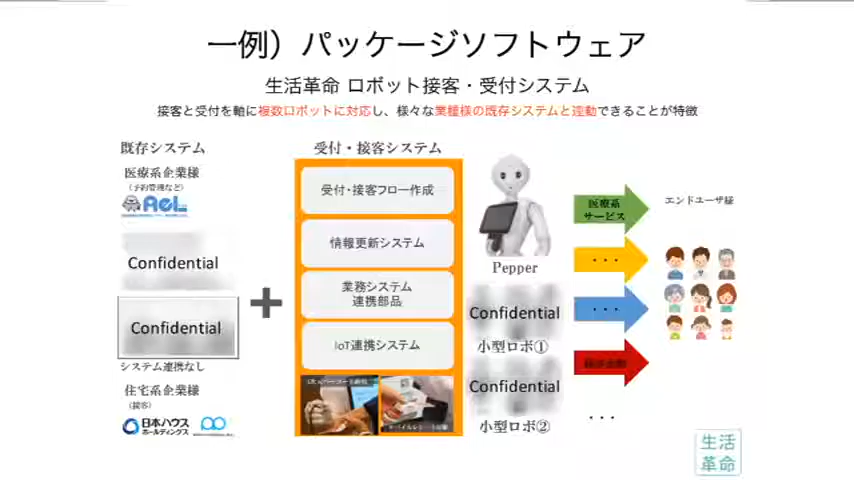 一例）パッケージソフトウェア
生活革命 ロボット接客・受付システム
接客と受付を軸に複数ロボットに対応し、様々な業種様の既存システムと連動できることが特徴
既存システム
医療系企業様
（予約管理など）
Confidential
Confidential
システム連携なし
住宅系企業様
（接客）
日本ハウス
ホールディングス
受付・接客システム
受付・接客フロー作成
情報更新システム
業務システム
連携部品
IoT連携システム
Pepper
Confidential
小型ロボ①
Confidential
小型ロボ②
医療系
サービス
・・・
・・・
・・・
エンドユーザ様
生活
革命